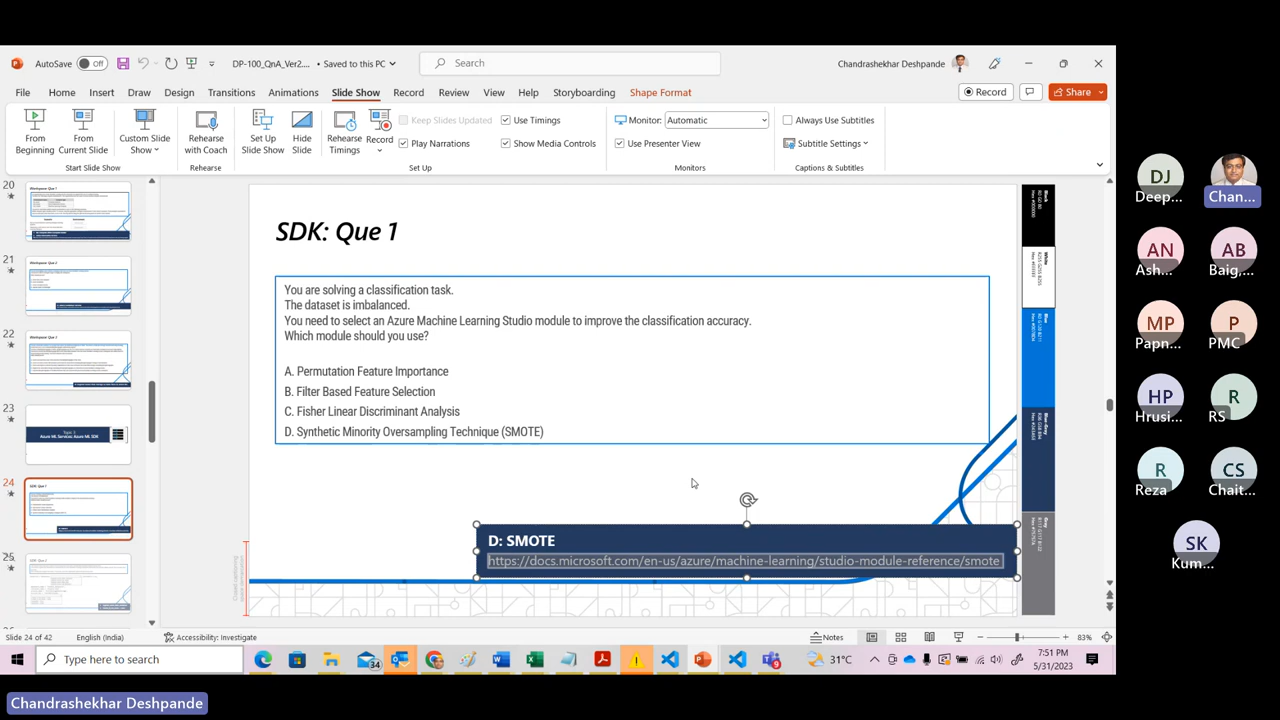 AutoSave Off DP-100_QnA_Ver2.... • Saved to this PC Search Chandrashekhar Deshpande
File Home Insert Draw Design Transitions Animations Slide Show Record Review View Help Storyboarding Shape Format Record Share
From Beginning
From Current Slide
Custom Slide Show
Start Slide Show
Rehearse with Coach
Rehearse
Set Up Slide Show
Hide Slide
Rehearse Timings
Record
Keep Slides Updated
Play Narrations
Use Timings
Show Media Controls
Set Up
Monitor: Automatic
Use Presenter View
Monitors
Always Use Subtitles
Subtitle Settings
Captions & Subtitles
20
21
22
23
24
25
SDK: Que 1
You are solving a classification task.
The dataset is imbalanced.
You need to select an Azure Machine Learning Studio module to improve the classification accuracy.
Which module should you use?
A. Permutation Feature Importance
B. Filter Based Feature Selection
C. Fisher Linear Discriminant Analysis
D. Synthetic Minority Oversampling Technique (SMOTE)
D: SMOTE
https://docs.microsoft.com/en-us/azure/machine-learning/studio-module-reference/smote
Slide 24 of 42 English (India) Accessibility: Investigate Notes 83%
Type here to search 34 9 31°C 7:51 PM
5/31/2023
DJ
Deep...
Chan...
AN
Ash...
AB
Baig,...
MP
Papn...
P
PMC
HP
Hrusi...
R
RS
R
Reza
CS
Chait...
SK
Kum...
Chandrashekhar Deshpande